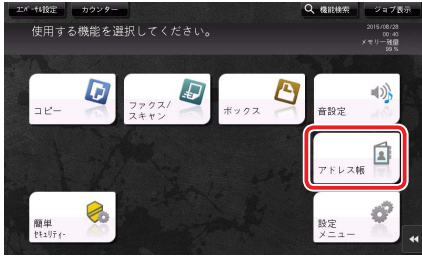 ユニバーサル設定
カウンター
機能検索
ジョブ表示
使用する機能を選択してください。
2015/08/28
00:40
メモリー残量
99 %
コピー
ファクス/
スキャン
ボックス
音設定
アドレス帳
簡単
セキュリティー
設定
メニュー